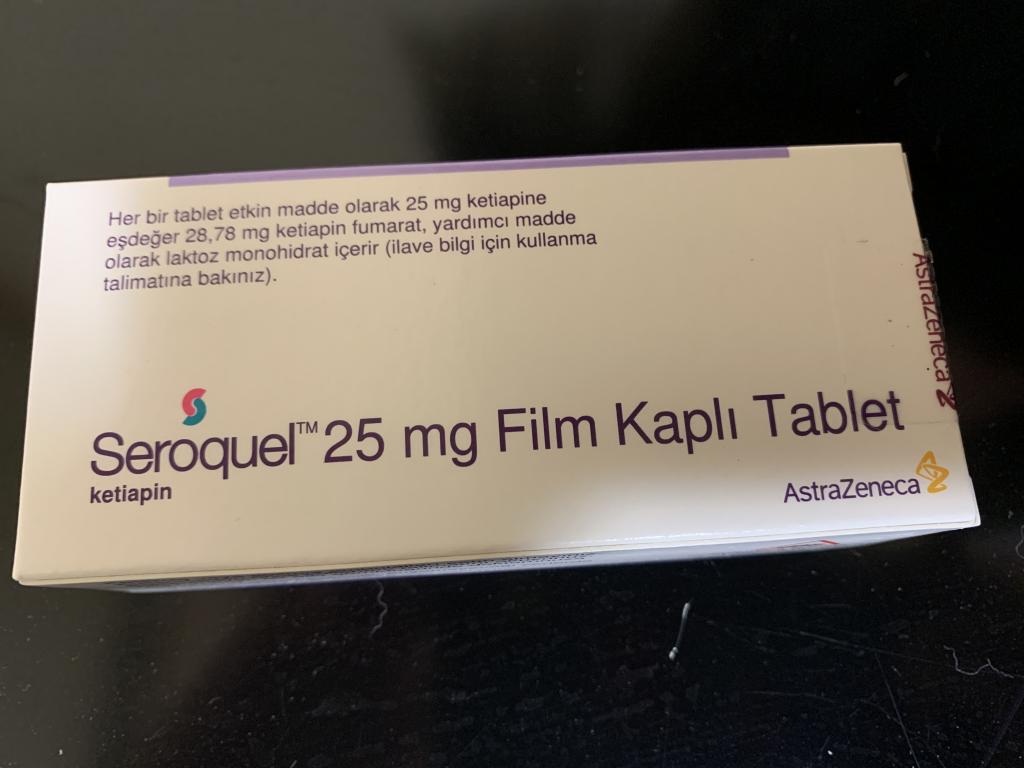 Her bir tablet etkin madde olarak 25 mg ketiapine
eşdeğer 28,78 mg ketiapin fumarat, yardımcı madde
olarak laktoz monohidrat içerir (ilave bilgi için kullanma
talimatına bakınız).
Seroquel™ 25 mg Film Kaplı Tablet
ketiapin
AstraZeneca
AstraZeneca